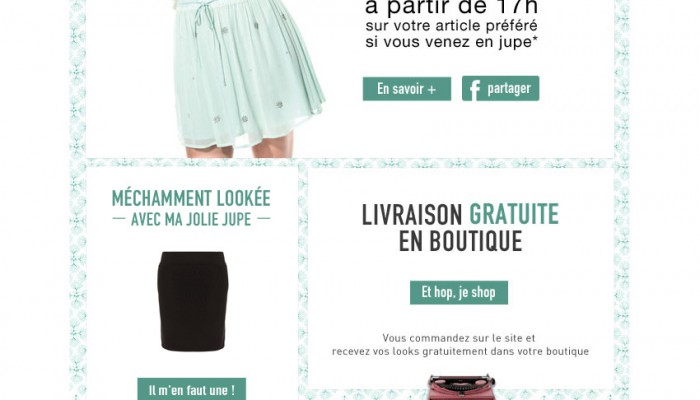 à partir de 17h
sur votre article préféré
si vous venez en jupe*
En savoir +
f partager
MÉCHAMMENT LOOKÉE
— AVEC MA JOLIE JUPE —
Il m'en faut une !
LIVRAISON GRATUITE
EN BOUTIQUE
Et hop, je shop
Vous commandez sur le site et
recevez vos looks gratuitement dans votre boutique